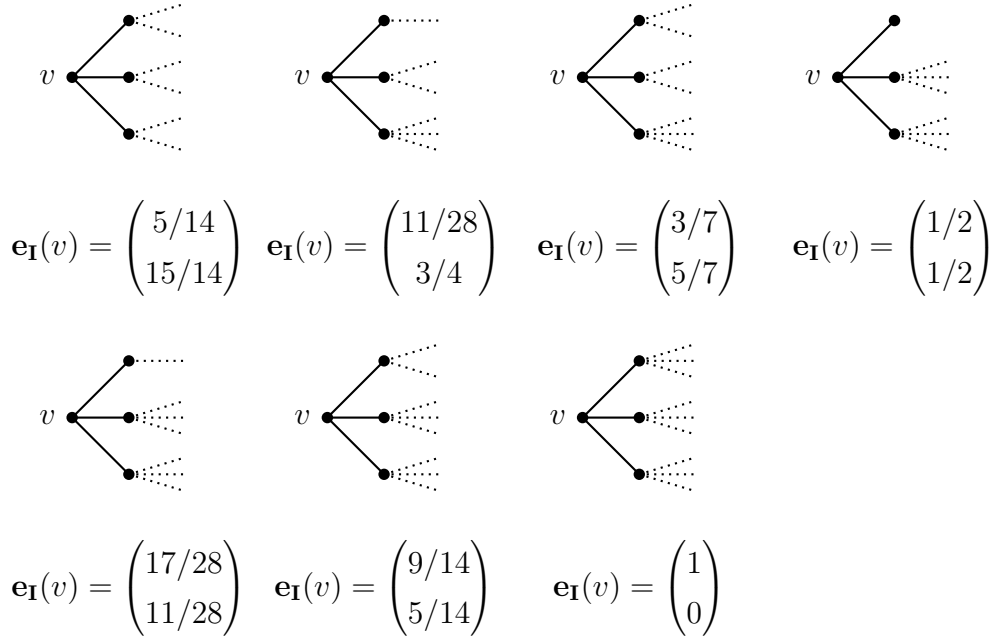 v v v v
e_I(v) = (5/14 15/14) e_I(v) = (11/28 3/4) e_I(v) = (3/7 5/7) e_I(v) = (1/2 1/2)
v v v
e_I(v) = (17/28 11/28) e_I(v) = (9/14 5/14) e_I(v) = (1 0)